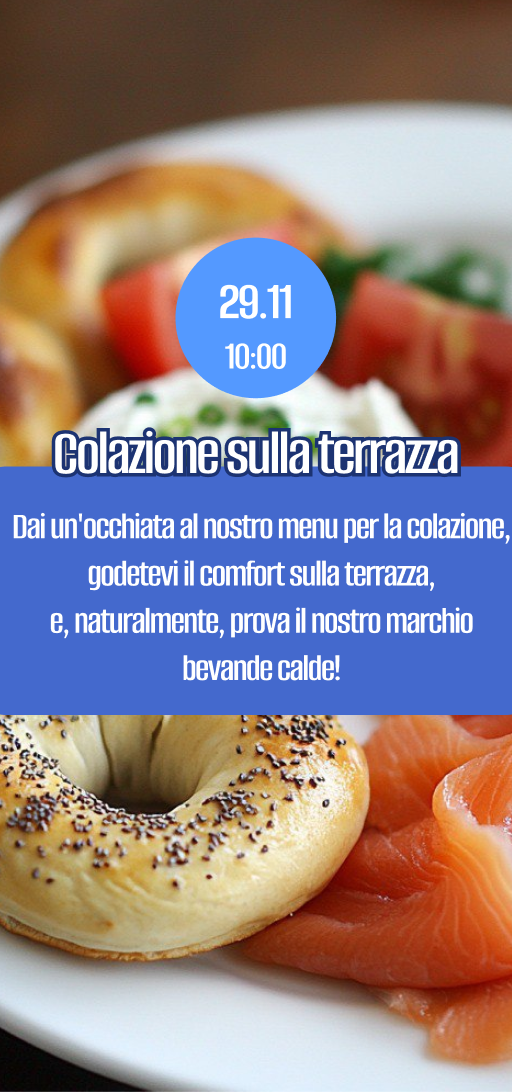 29.11
10:00
Colazione sulla terrazza
Dai un'occhiata al nostro menu per la colazione,
godetevi il comfort sulla terrazza,
e, naturalmente, prova il nostro marchio
bevande calde!